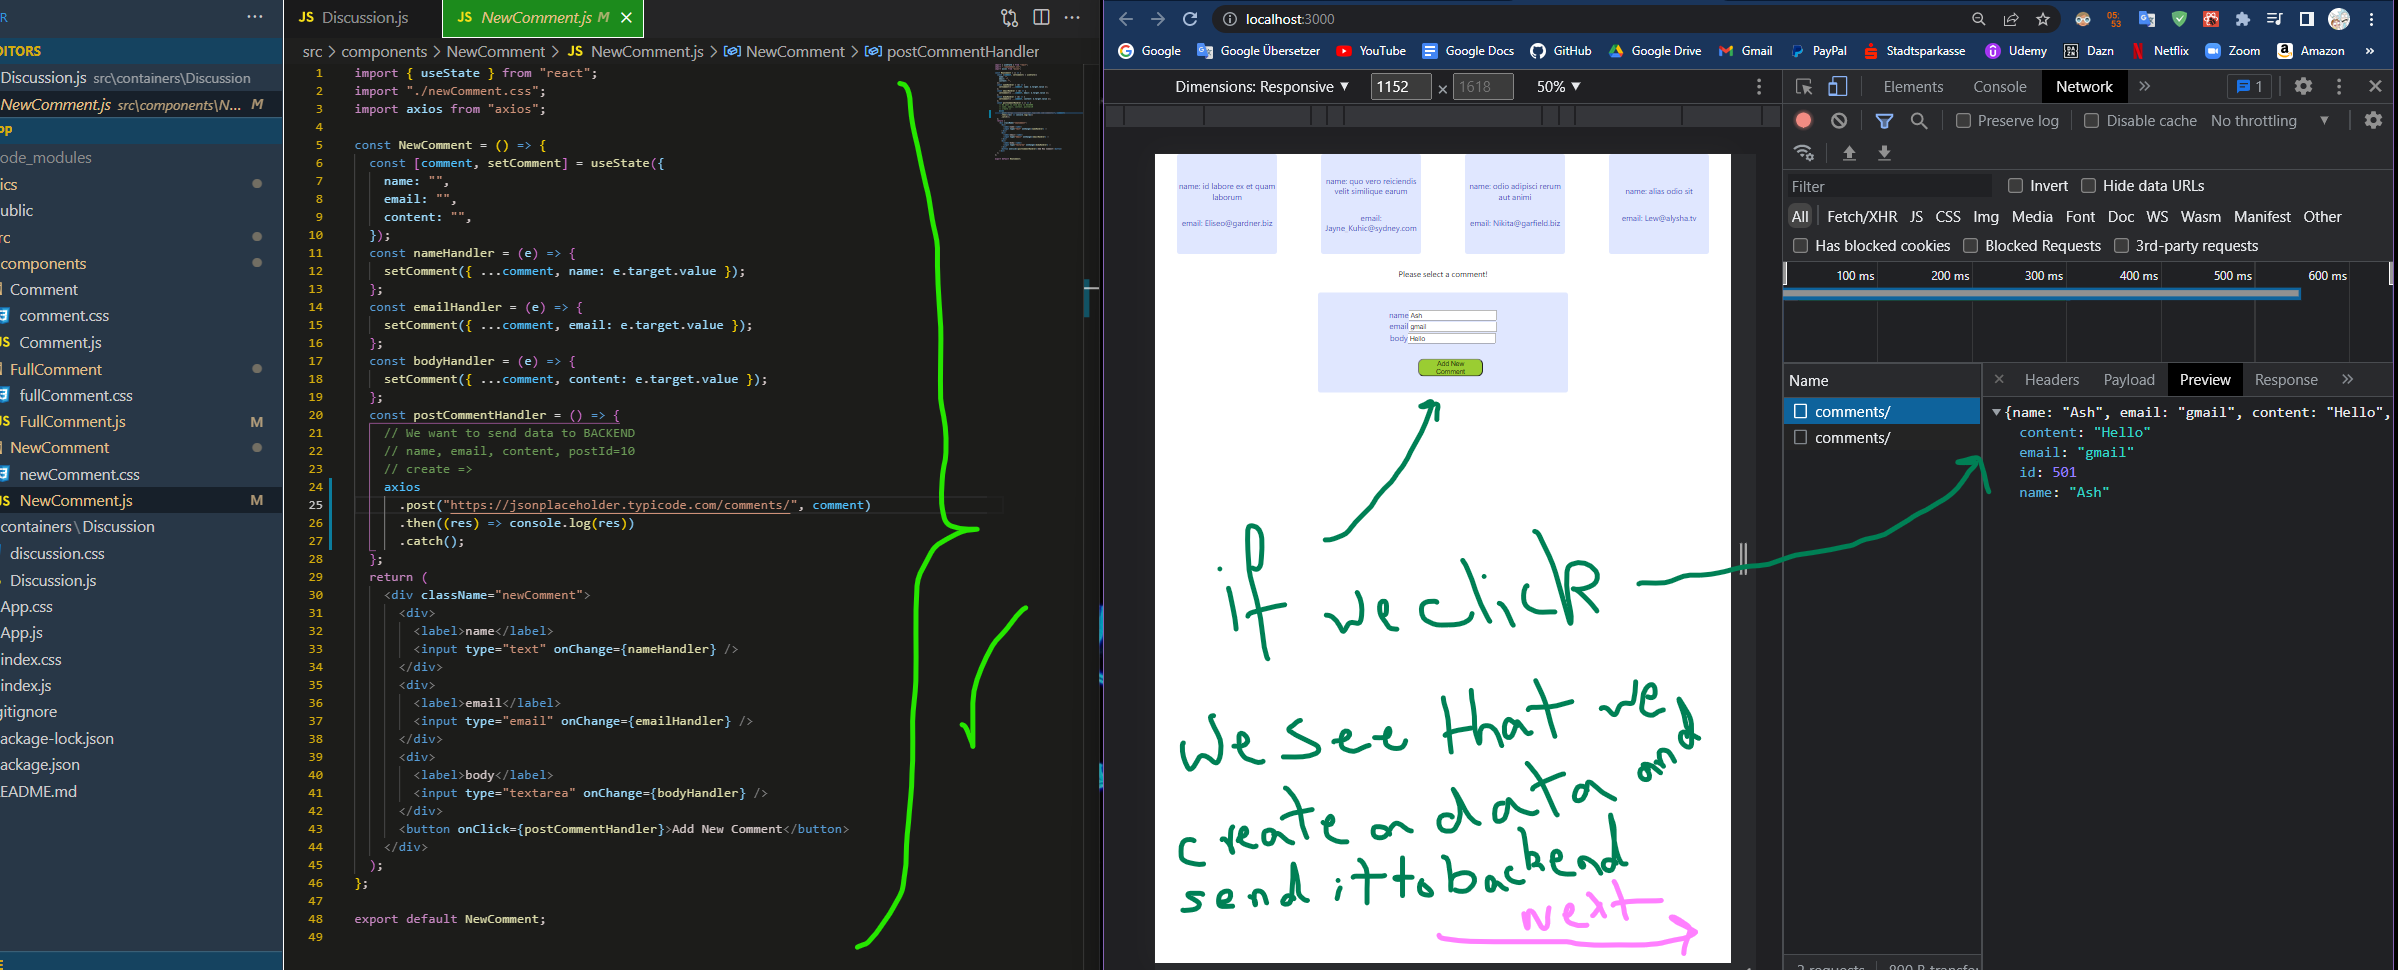 R
...
DITORS
Discussion.js src\containers\Discussion
NewComment.js src\components\N... M
pp
ode_modules
ics
ublic
rc
components
Comment
comment.css
JS Comment.js
FullComment
fullComment.css
JS FullComment.js M
NewComment
newComment.css
JS NewComment.js M
containers\Discussion
discussion.css
Discussion.js
App.css
App.js
index.css
index.js
gitignore
ackage-lock.json
ackage.json
EADME.md
JS Discussion.js
JS NewComment.js M
src > components > NewComment > JS NewComment.js > NewComment > postCommentHandler
1 import { useState } from "react";
2 import "./newComment.css";
3 import axios from "axios";
4
5 const NewComment = () => {
6 const [comment, setComment] = useState({
7 name: "",
8 email: "",
9 content: "",
10 });
11 const nameHandler = (e) => {
12 setComment({ ...comment, name: e.target.value });
13 };
14 const emailHandler = (e) => {
15 setComment({ ...comment, email: e.target.value });
16 };
17 const bodyHandler = (e) => {
18 setComment({ ...comment, content: e.target.value });
19 };
20 const postCommentHandler = () => {
21 // We want to send data to BACKEND
22 // name, email, content, postId=10
23 // create =>
24 axios
25 .post("https://jsonplaceholder.typicode.com/comments/", comment)
26 .then((res) => console.log(res))
27 .catch();
28 };
29 return (
30 <div className="newComment">
31 <div>
32 <label>name</label>
33 <input type="text" onChange={nameHandler} />
34 </div>
35 <div>
36 <label>email</label>
37 <input type="email" onChange={emailHandler} />
38 </div>
39 <div>
40 <label>body</label>
41 <input type="textarea" onChange={bodyHandler} />
42 </div>
43 <button onClick={postCommentHandler}>Add New Comment</button>
44 </div>
45 );
46 };
47
48 export default NewComment;
49
localhost:3000
05:
53
Google Google Übersetzer YouTube Google Docs GitHub Google Drive Gmail PayPal Stadtsparkasse Udemy Dazn Netflix Zoom Amazon »
Dimensions: Responsive ▼ 1152 × 1618 50% ▼
name: id labore ex et quam
laborum
email: Eliseo@gardner.biz
name: quo vero reiciendis
velit similique earum
email:
Jayne_Kuhic@sydney.com
name: odio adipisci rerum
aut animi
email: Nikita@garfield.biz
name: alias odio sit
email: Lew@alysha.tv
Please select a comment!
name Ash
email gmail
body Hello
Add New
Comment
if we click
we see that we
create a data and
send it to backend
next
Elements Console Network » 1
Preserve log Disable cache No throttling ▼
Filter Invert Hide data URLs
All Fetch/XHR JS CSS Img Media Font Doc WS Wasm Manifest Other
Has blocked cookies Blocked Requests 3rd-party requests
100 ms 200 ms 300 ms 400 ms 500 ms 600 ms
Name
comments/
comments/
× Headers Payload Preview Response »
▼{name: "Ash", email: "gmail", content: "Hello",
content: "Hello"
email: "gmail"
id: 501
name: "Ash"